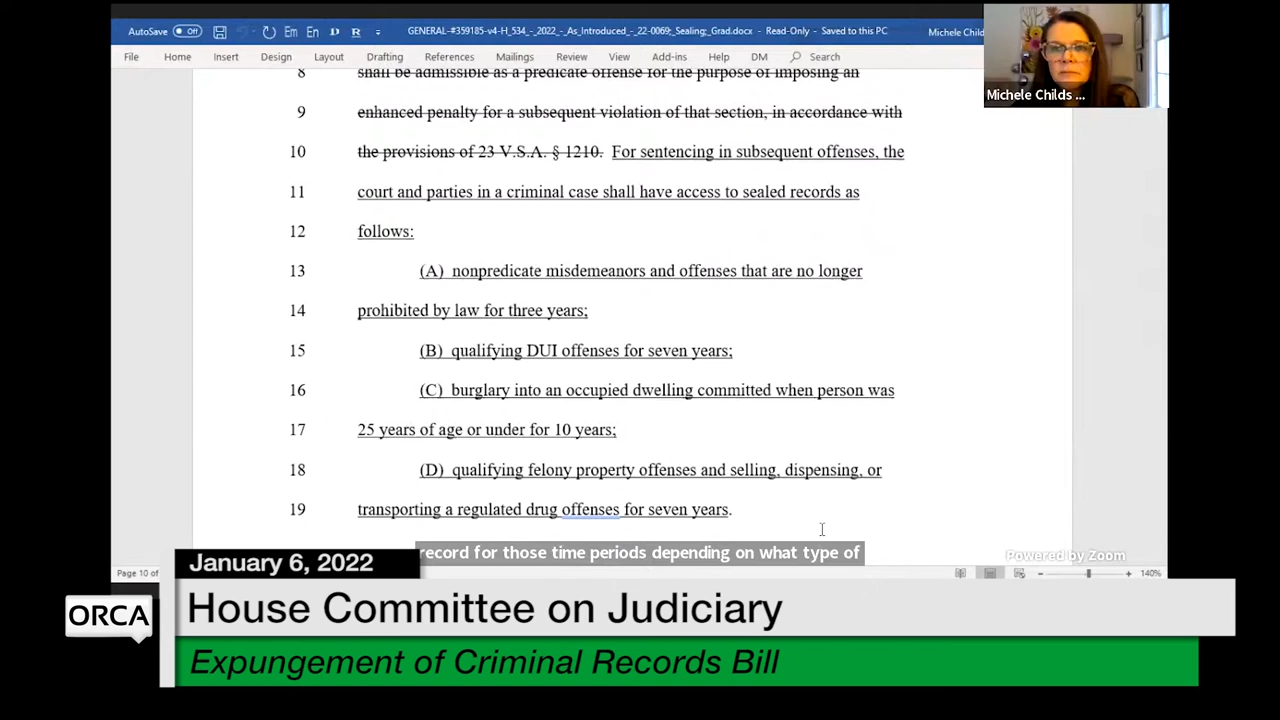 AutoSave Off Em En D R GENERAL-#359185-v4-H_534_-_2022_-_As_Introduced_-_22-0069;_Sealing;_Grad.docx - Read-Only - Saved to this PC Michele Child
File Home Insert Design Layout References Mailings Review View Add-ins Help DM Search
Michele Childs ...
8 shall be admissible as a predicate offense for the purpose of imposing an
9 enhanced penalty for a subsequent violation of that section, in accordance with
10 the provisions of 23 V.S.A. § 1210. For sentencing in subsequent offenses, the
11 court and parties in a criminal case shall have access to sealed records as
12 follows:
13 (A) nonpredicate misdemeanors and offenses that are no longer
14 prohibited by law for three years;
15 (B) qualifying DUI offenses for seven years;
16 (C) burglary into an occupied dwelling committed when person was
17 25 years of age or under for 10 years;
18 (D) qualifying felony property offenses and selling, dispensing, or
19 transporting a regulated drug offenses for seven years.
record for those time periods depending on what type of
Powered by Zoom
Page 10 of
140%
January 6, 2022
ORCA
House Committee on Judiciary
Expungement of Criminal Records Bill